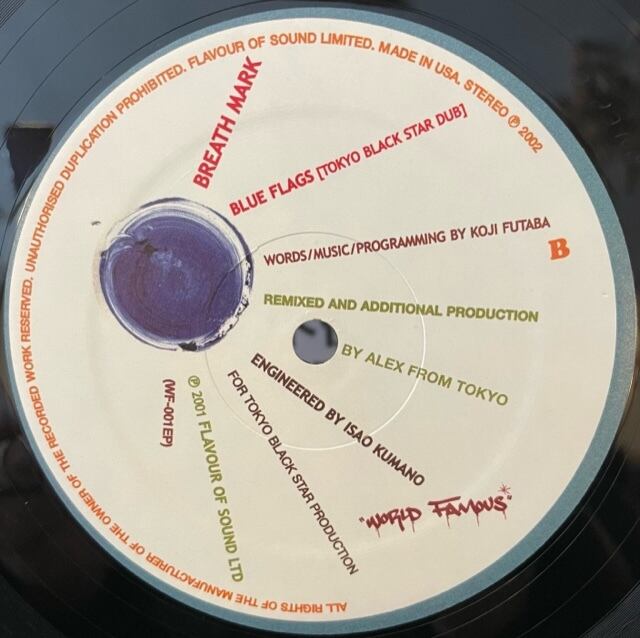 BREATH MARK
BLUE FLAGS [TOKYO BLACK STAR DUB]
WORDS/MUSIC/PROGRAMMING BY KOJI FUTABA
B
REMIXED AND ADDITIONAL PRODUCTION
BY ALEX FROM TOKYO
ENGINEERED BY ISAO KUMANO
FOR TOKYO BLACK STAR PRODUCTION
℗ 2001 FLAVOUR OF SOUND LTD
(WF-001EP)
"WORLD FAMOUS*"
ALL RIGHTS OF THE MANUFACTURER OF THE OWNER OF THE RECORDED WORK RESERVED. UNAUTHORISED DUPLICATION PROHIBITED. FLAVOUR OF SOUND LIMITED. MADE IN USA. STEREO ℗ 2002